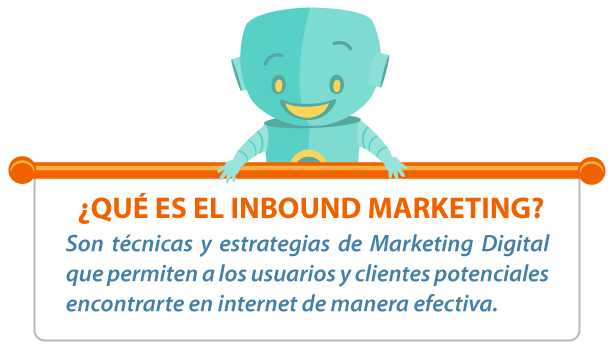 ¿QUÉ ES EL INBOUND MARKETING?
Son técnicas y estrategias de Marketing Digital
que permiten a los usuarios y clientes potenciales
encontrarte en internet de manera efectiva.